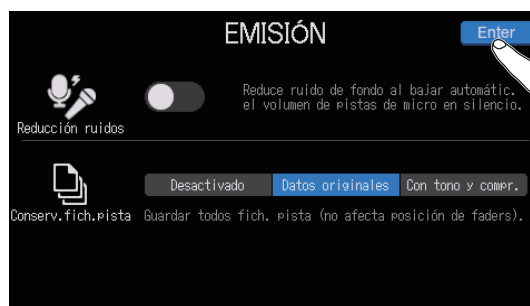 EMISIÓN
Enter
Reduce ruido de fondo al bajar automátic.
el volumen de pistas de micro en silencio.
Reducción ruidos
Desactivado Datos originales Con tono y compr.
Conserv.fich.pista Guardar todos fich. pista (no afecta posición de faders).